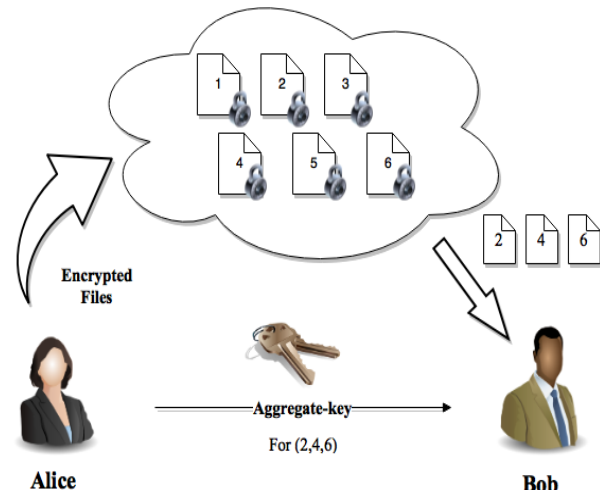 1 2 3
4 5 6
2 4 6
Encrypted
Files
Aggregate-key
For (2,4,6)
Alice
Bob